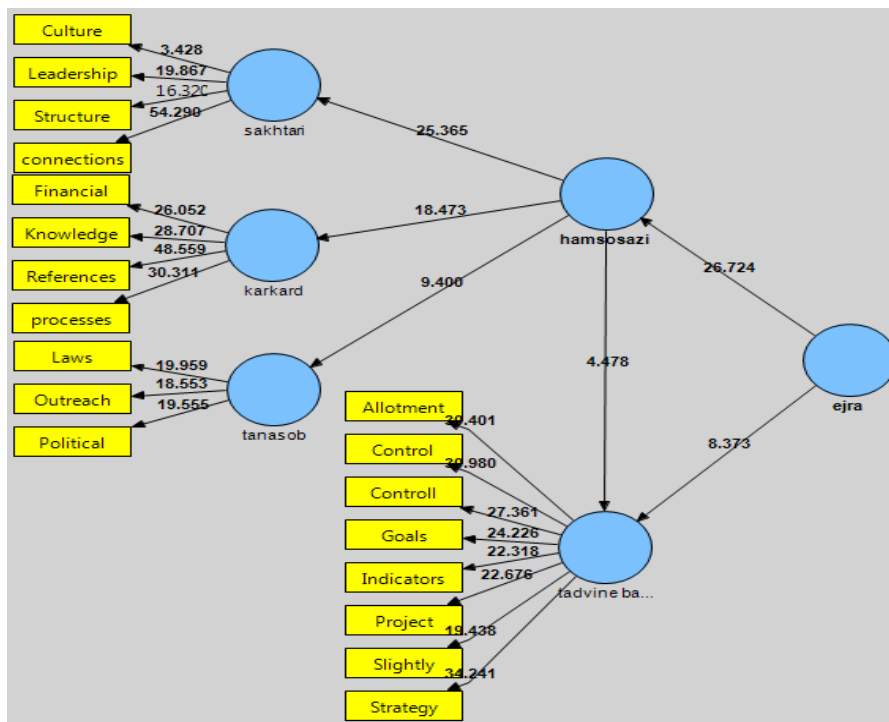 Culture
3.428
Leadership
19.867
16.320
Structure
54.290
connections
sakhtari
25.365
Financial
26.052
Knowledge
28.707
48.559
References
30.311
processes
karkard
18.473
hamsosazi
26.724
9.400
Laws
19.959
Outreach
18.553
19.555
Political
tanasob
4.478
ejra
8.373
Allotment
30.401
Control
30.980
Controll
27.361
Goals
24.226
22.318
Indicators
22.676
Project
19.438
Slightly
34.241
Strategy
tadvine ba...